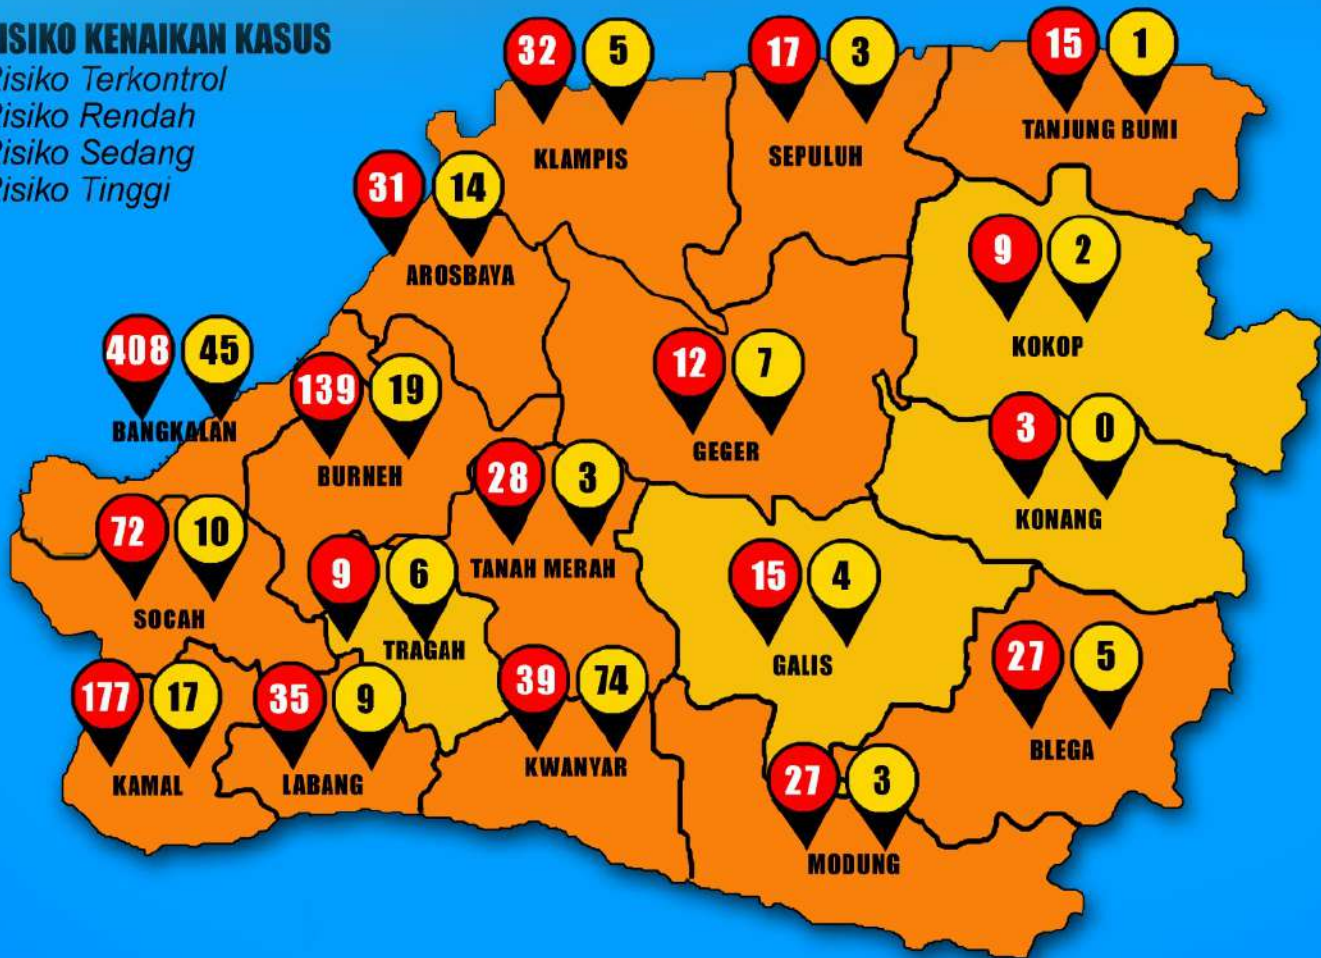 ISIKO KENAIKAN KASUS
isiko Terkontrol
isiko Rendah
isiko Sedang
isiko Tinggi
32 5
KLAMPIS
17 3
SEPULUH
15 1
TANJUNG BUMI
31 14
AROSBAYA
9 2
KOKOP
408 45
BANGKALAN
139 19
BURNEH
12 7
GEGER
3 0
KONANG
28 3
TANAH MERAH
72 10
SOCAH
9 6
TRAGAH
15 4
GALIS
27 5
BLEGA
177 17
KAMAL
35 9
LABANG
39 74
KWANYAR
27 3
MODUNG